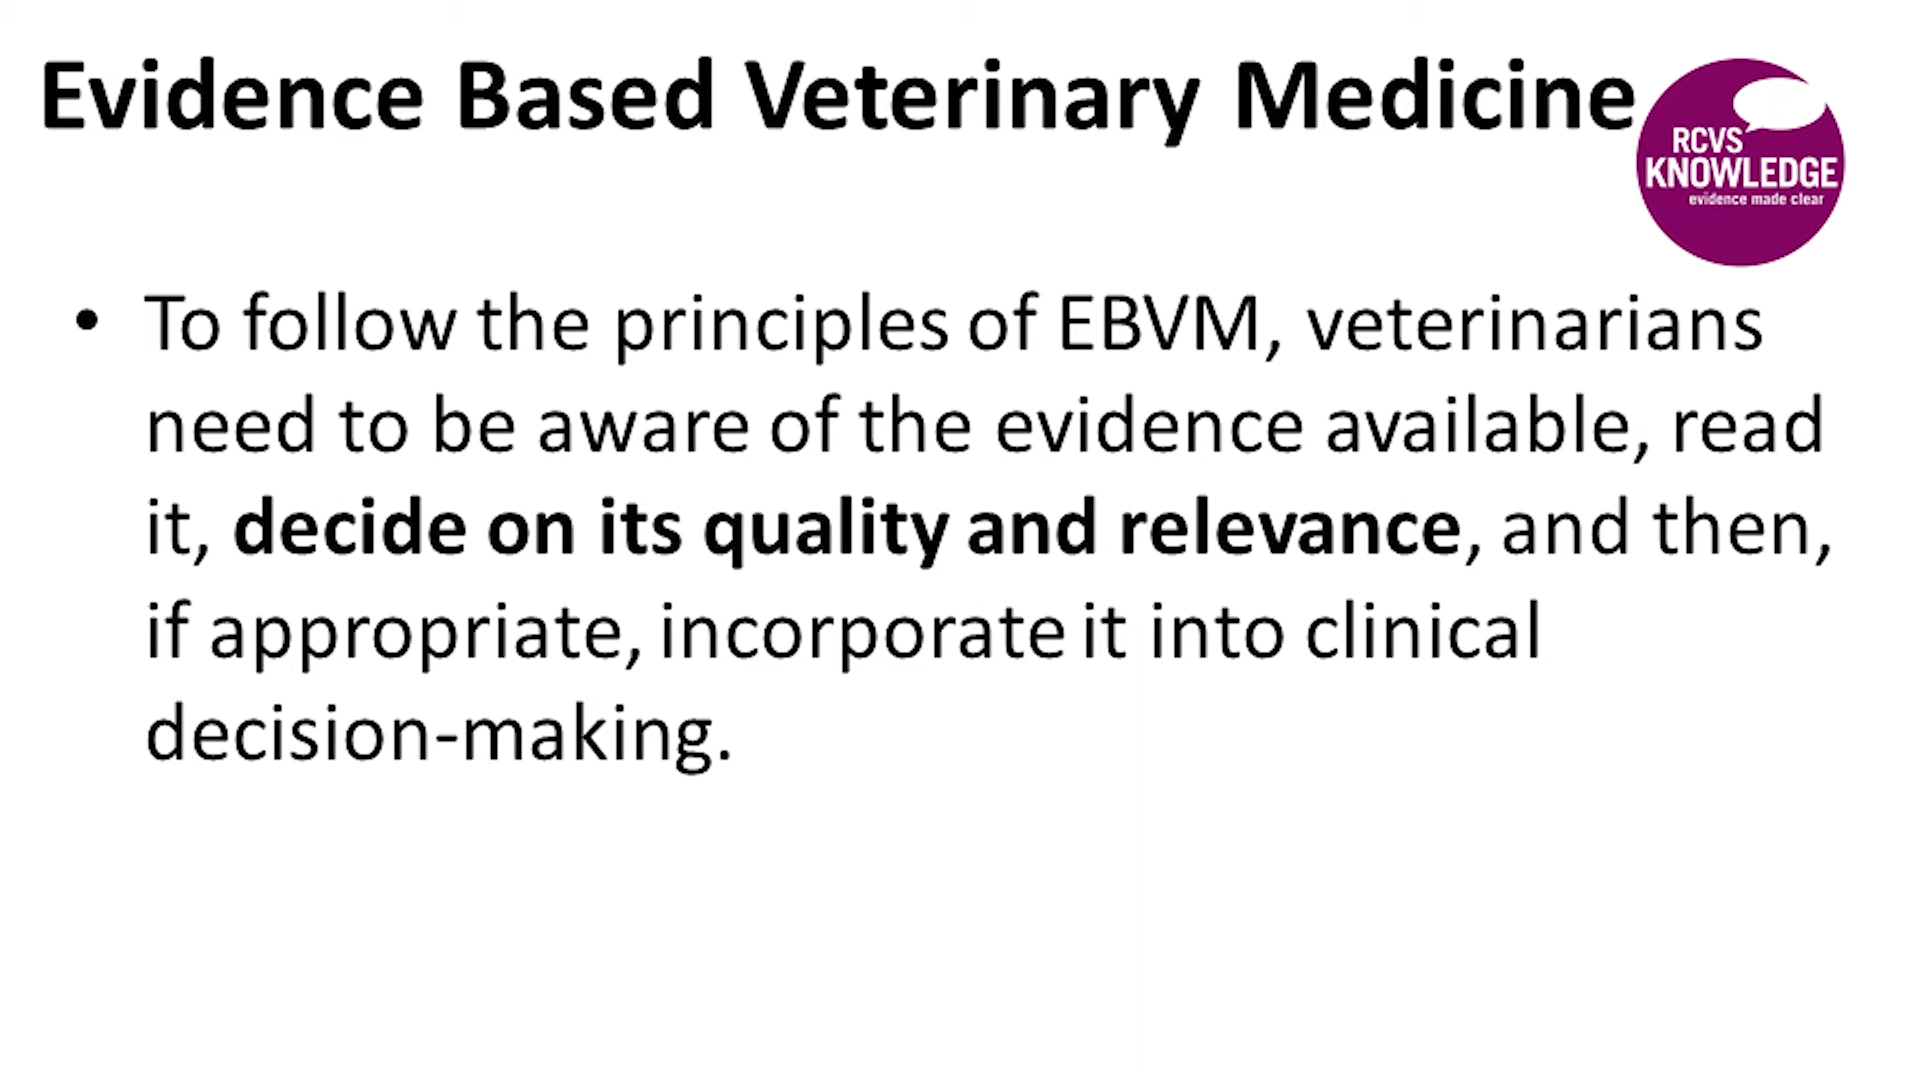 Evidence Based Veterinary Medicine
RCVS
KNOWLEDGE
evidence made clear
• To follow the principles of EBVM, veterinarians
need to be aware of the evidence available, read
it, decide on its quality and relevance, and then,
if appropriate, incorporate it into clinical
decision-making.